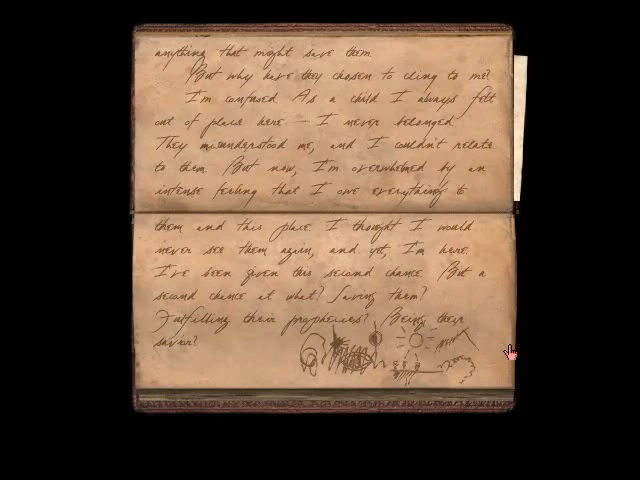 anything that might save them.
But why have they chosen to cling to me?
I'm confused. As a child I always felt
out of place here — I never belonged.
They misunderstood me, and I couldn't relate
to them. But now, I'm overwhelmed by an
intense feeling that I owe everything to
them and this place. I thought I would
never see them again, and yet, I'm here.
I've been given this second chance. But a
second chance at what? Saving them?
Fulfilling their prophecies? Being their
savior?